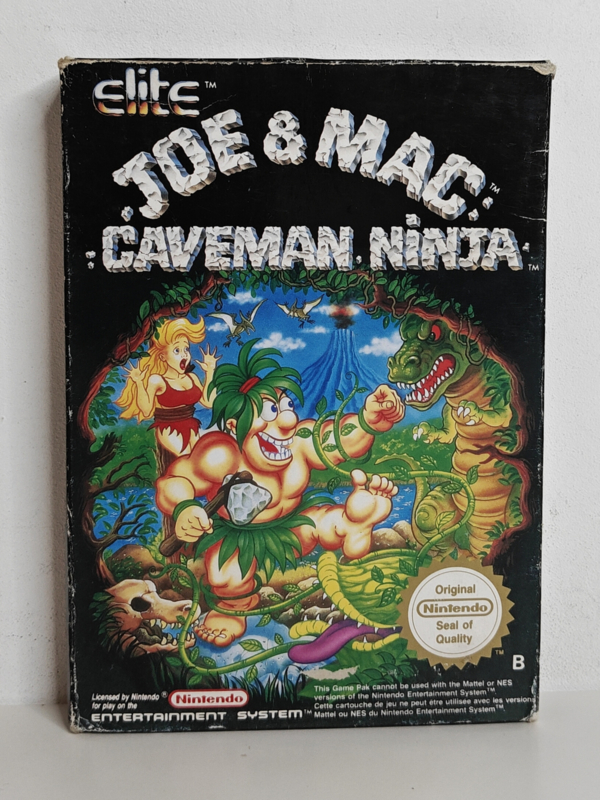 elite™
JOE & MAC™
CAVEMAN NINJA™
Original
Nintendo
Seal of
Quality
™
B
Licensed by Nintendo®
for play on the
Nintendo
ENTERTAINMENT SYSTEM™
This Game Pak cannot be used with the Mattel or NES
versions of the Nintendo Entertainment System™.
Cette cartouche de jeu ne peut être utilisée avec les versions
Mattel ou NES du Nintendo Entertainment System™.